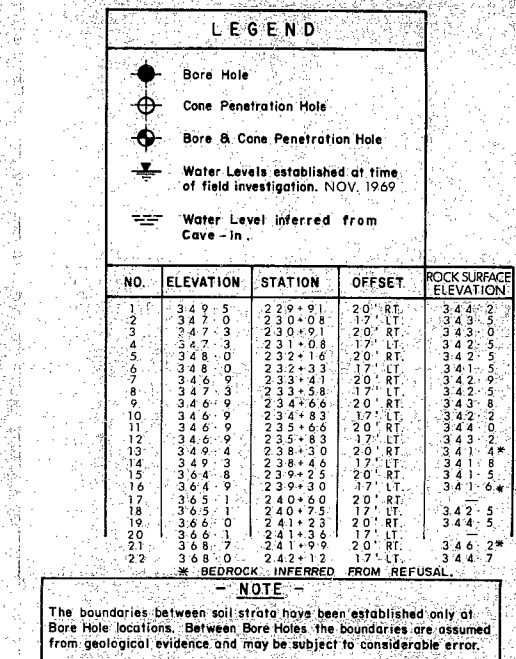 LEGEND
Bore Hole
Cone Penetration Hole
Bore & Cone Penetration Hole
Water Levels established at time
of field investigation. NOV. 1969
Water Level inferred from
Cave-In.
NO. ELEVATION STATION OFFSET ROCK SURFACE ELEVATION
1 349.5 229+91 20' RT. 344.2
2 347.0 230+08 17' LT. 343.5
3 347.3 230+91 20' RT. 343.0
4 347.3 231+08 17' LT. 342.5
5 348.0 232+16 20' RT. 342.5
6 348.0 232+33 17' LT. 341.5
7 346.9 233+41 20' RT. 342.9
8 347.3 233+58 17' LT. 342.5
9 346.9 234+66 20' RT. 343.8
10 346.9 234+83 17' LT. 342.2
11 346.9 235+66 20' RT. 344.0
12 346.9 235+83 17' LT. 343.2
13 349.4 238+30 20' RT. 341.4*
14 349.3 238+46 17' LT. 341.8
15 364.8 239+25 20' RT. 341.5
16 364.9 239+30 17' LT. 341.6*
17 365.1 240+60 20' RT. —
18 365.1 240+75 17' LT. 342.5
19 366.0 241+23 20' RT. 344.5
20 366.1 241+36 17' LT. —
21 368.7 241+99 20' RT. 346.2*
22 368.0 242+12 17' LT. 344.7
* BEDROCK INFERRED FROM REFUSAL.
- NOTE -
The boundaries between soil strata have been established only at
Bore Hole locations. Between Bore Holes the boundaries are assumed
from geological evidence and may be subject to considerable error.